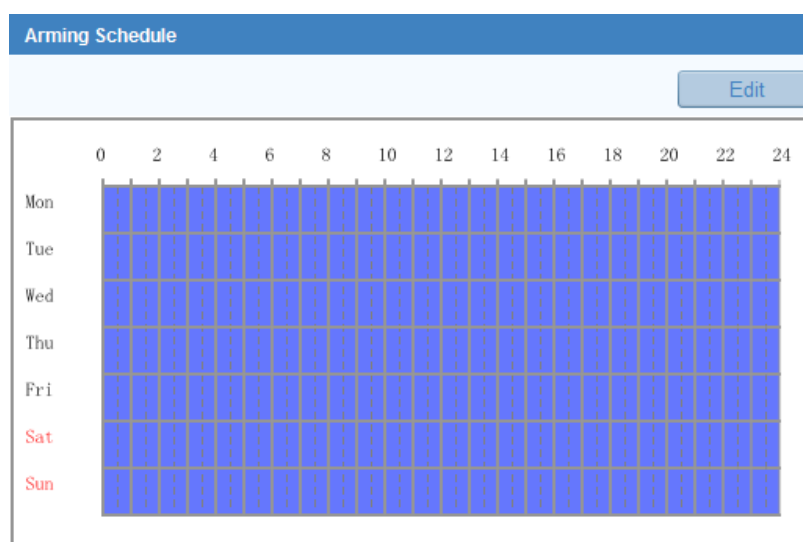 Arming Schedule
Edit
0 2 4 6 8 10 12 14 16 18 20 22 24
Mon
Tue
Wed
Thu
Fri
Sat
Sun